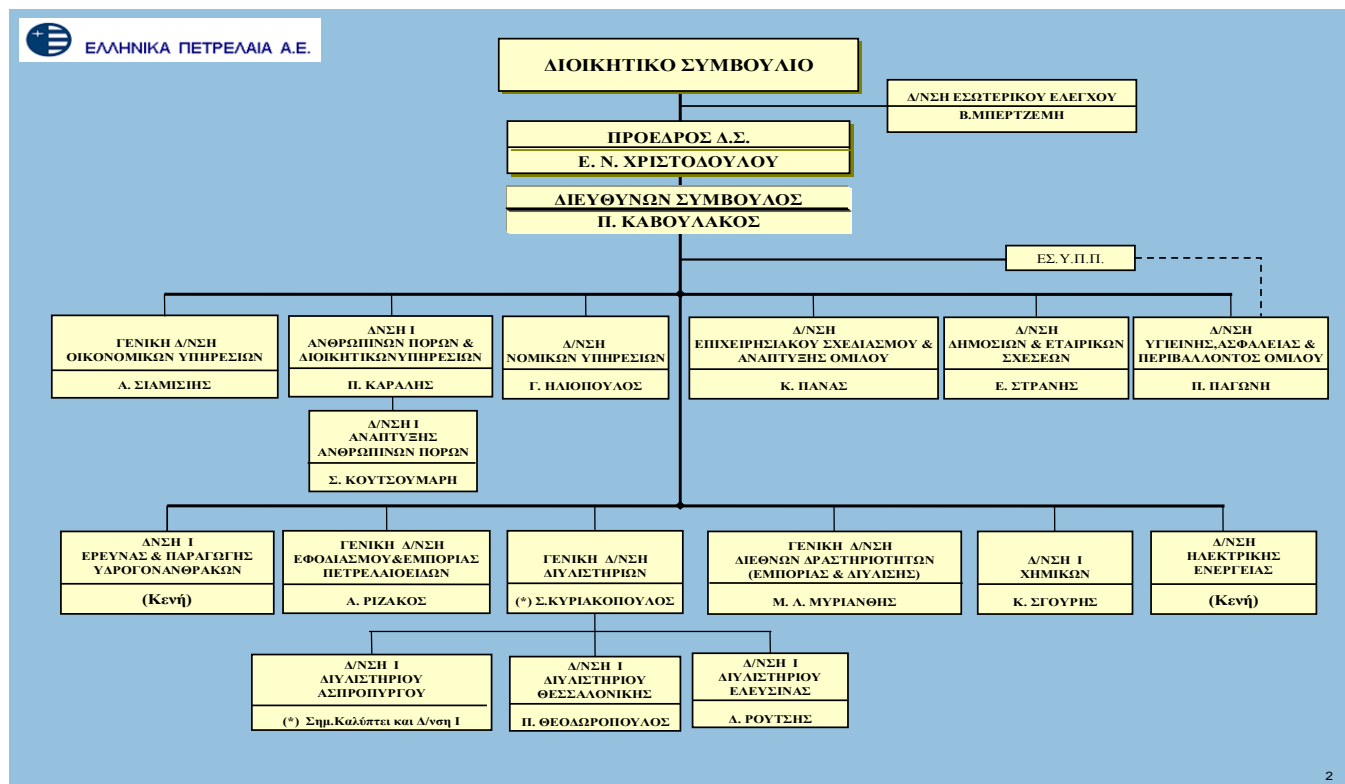 ΕΛΛΗΝΙΚΑ ΠΕΤΡΕΛΑΙΑ Α.Ε.
ΔΙΟΙΚΗΤΙΚΟ ΣΥΜΒΟΥΛΙΟ
Δ/ΝΣΗ ΕΣΩΤΕΡΙΚΟΥ ΕΛΕΓΧΟΥ
Β.ΜΠΕΡΤΖΕΜΗ
ΠΡΟΕΔΡΟΣ Δ.Σ.
Ε. Ν. ΧΡΙΣΤΟΔΟΥΛΟΥ
ΔΙΕΥΘΥΝΩΝ ΣΥΜΒΟΥΛΟΣ
Π. ΚΑΒΟΥΛΑΚΟΣ
ΕΣ.Υ.Π.Π.
ΓΕΝΙΚΗ Δ/ΝΣΗ
ΟΙΚΟΝΟΜΙΚΩΝ ΥΠΗΡΕΣΙΩΝ
Α. ΣΙΑΜΙΣΙΗΣ
ΔΝΣΗ Ι
ΑΝΘΡΩΠΙΝΩΝ ΠΟΡΩΝ &
ΔΙΟΙΚΗΤΙΚΩΝΥΠΗΡΕΣΙΩΝ
Π. ΚΑΡΑΛΗΣ
Δ/ΝΣΗ
ΝΟΜΙΚΩΝ ΥΠΗΡΕΣΙΩΝ
Γ. ΗΛΙΟΠΟΥΛΟΣ
Δ/ΝΣΗ
ΕΠΙΧΕΙΡΗΣΙΑΚΟΥ ΣΧΕΔΙΑΣΜΟΥ &
ΑΝΑΠΤΥΞΗΣ ΟΜΙΛΟΥ
Κ. ΠΑΝΑΣ
Δ/ΝΣΗ
ΔΗΜΟΣΙΩΝ & ΕΤΑΙΡΙΚΩΝ
ΣΧΕΣΕΩΝ
Ε. ΣΤΡΑΝΗΣ
Δ/ΝΣΗ
ΥΓΙΕΙΝΗΣ,ΑΣΦΑΛΕΙΑΣ &
ΠΕΡΙΒΑΛΛΟΝΤΟΣ ΟΜΙΛΟΥ
Π. ΠΑΓΩΝΗ
Δ/ΝΣΗ Ι
ΑΝΑΠΤΥΞΗΣ
ΑΝΘΡΩΠΙΝΩΝ ΠΟΡΩΝ
Σ. ΚΟΥΤΣΟΥΜΑΡΗ
ΔΝΣΗ Ι
ΕΡΕΥΝΑΣ & ΠΑΡΑΓΩΓΗΣ
ΥΔΡΟΓΟΝΑΝΘΡΑΚΩΝ
(Κενή)
ΓΕΝΙΚΗ Δ/ΝΣΗ
ΕΦΟΔΙΑΣΜΟΥ&ΕΜΠΟΡΙΑΣ
ΠΕΤΡΕΛΑΙΟΕΙΔΩΝ
Α. ΡΙΖΑΚΟΣ
ΓΕΝΙΚΗ Δ/ΝΣΗ
ΔΙΥΛΙΣΤΗΡΙΩΝ
(*) Σ.ΚΥΡΙΑΚΟΠΟΥΛΟΣ
ΓΕΝΙΚΗ Δ/ΝΣΗ
ΔΙΕΘΝΩΝ ΔΡΑΣΤΗΡΙΟΤΗΤΩΝ
(ΕΜΠΟΡΙΑΣ & ΔΙΥΛΙΣΗΣ)
Μ. Λ. ΜΥΡΙΑΝΘΗΣ
Δ/ΝΣΗ Ι
ΧΗΜΙΚΩΝ
Κ. ΣΓΟΥΡΗΣ
Δ/ΝΣΗ
ΗΛΕΚΤΡΙΚΗΣ
ΕΝΕΡΓΕΙΑΣ
(Κενή)
Δ/ΝΣΗ Ι
ΔΙΥΛΙΣΤΗΡΙΟΥ
ΑΣΠΡΟΠΥΡΓΟΥ
(*) Σημ.Καλύπτει και Δ/νση Ι
Δ/ΝΣΗ Ι
ΔΙΥΛΙΣΤΗΡΙΟΥ
ΘΕΣΣΑΛΟΝΙΚΗΣ
Π. ΘΕΟΔΩΡΟΠΟΥΛΟΣ
Δ/ΝΣΗ Ι
ΔΙΥΛΙΣΤΗΡΙΟΥ
ΕΛΕΥΣΙΝΑΣ
Δ. ΡΟΥΤΣΗΣ
2